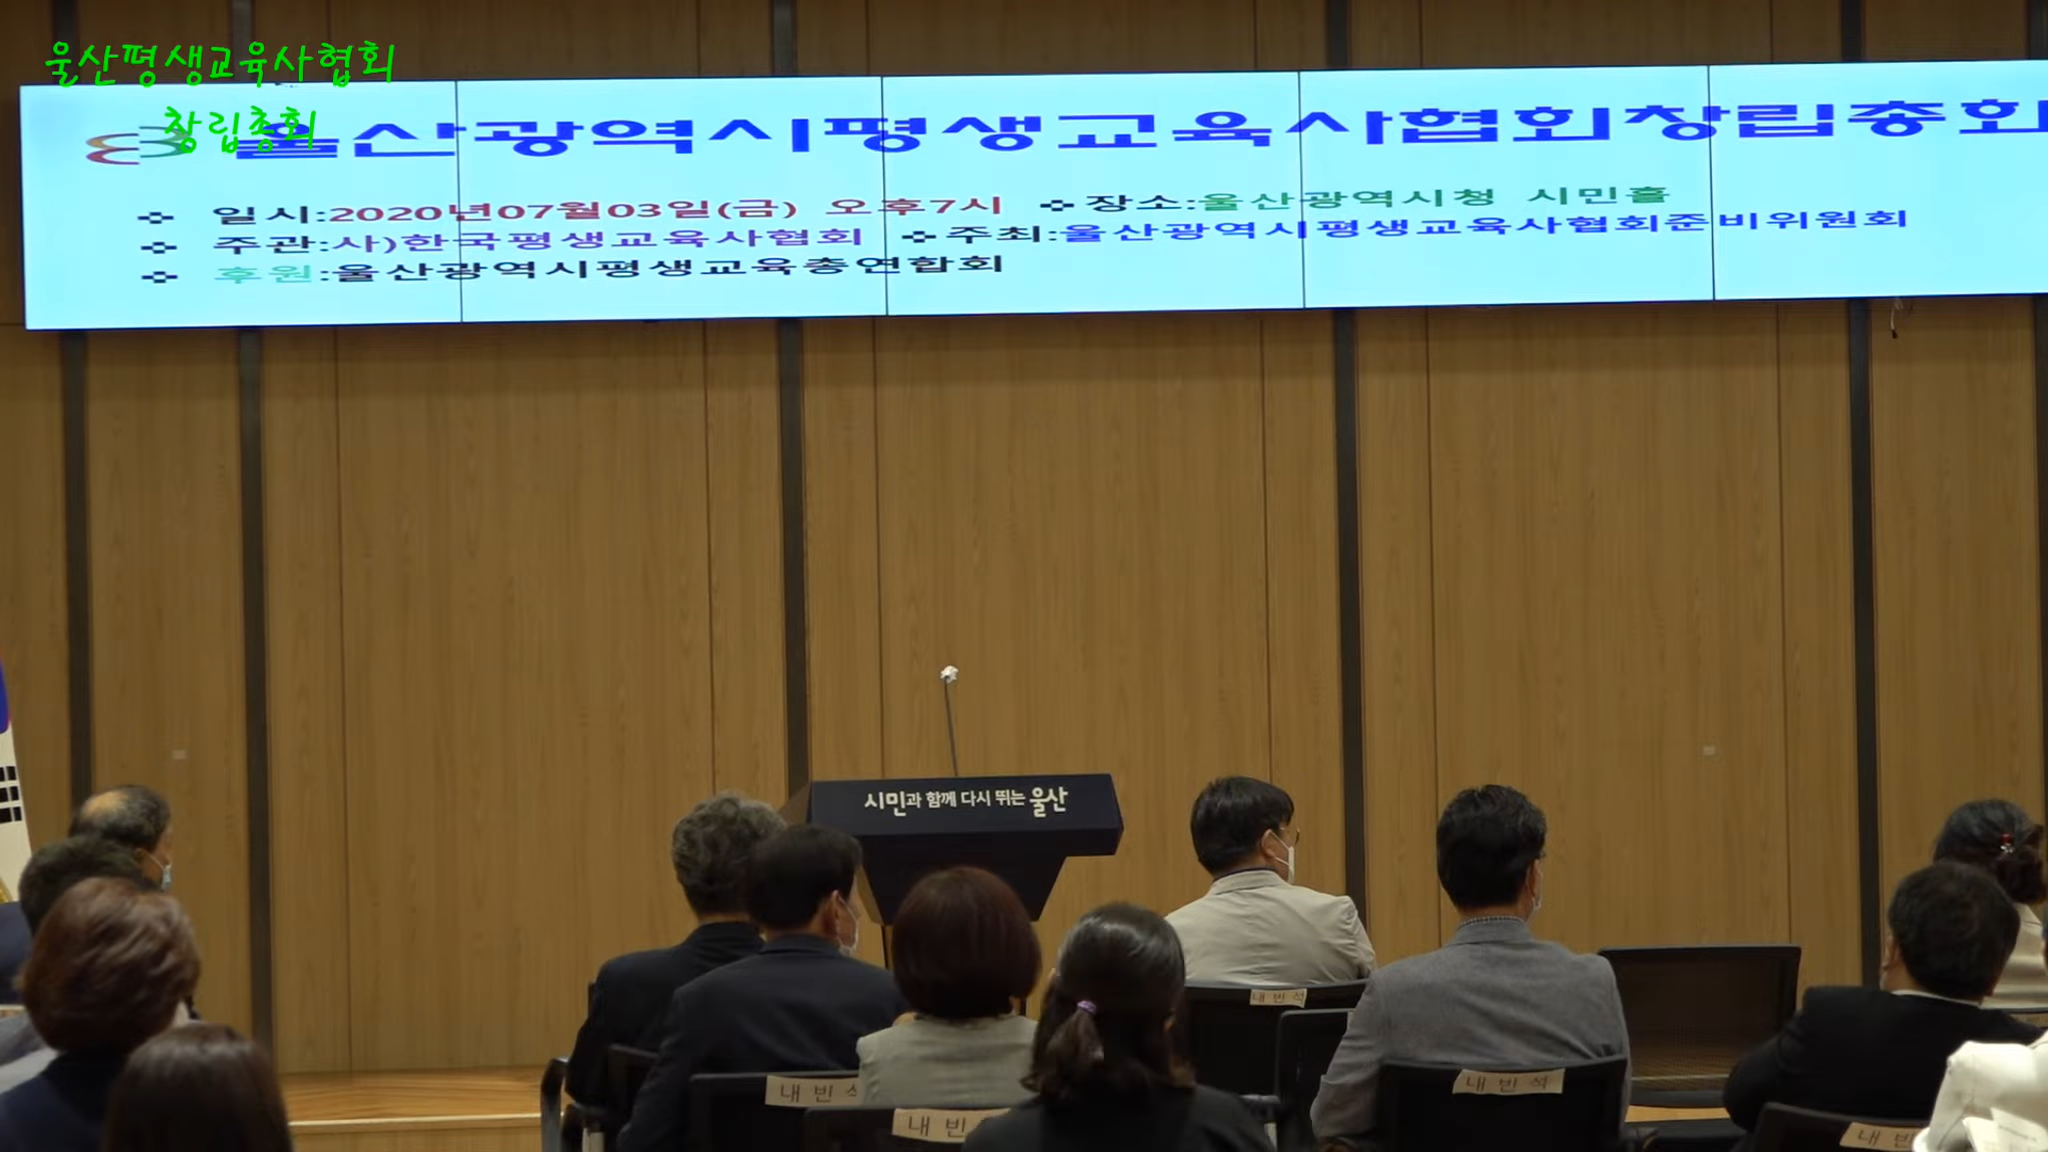 울산평생교육사협회
창립총회
울산광역시평생교육사협회창립총회
일시:2020년07월03일(금) 오후7시 장소:울산광역시청 시민홀
주관:사)한국평생교육사협회 주최:울산광역시평생교육사협회준비위원회
후원:울산광역시평생교육총연합회
시민과 함께 다시 뛰는 울산
내빈석
내빈석
내빈
내빈
내빈